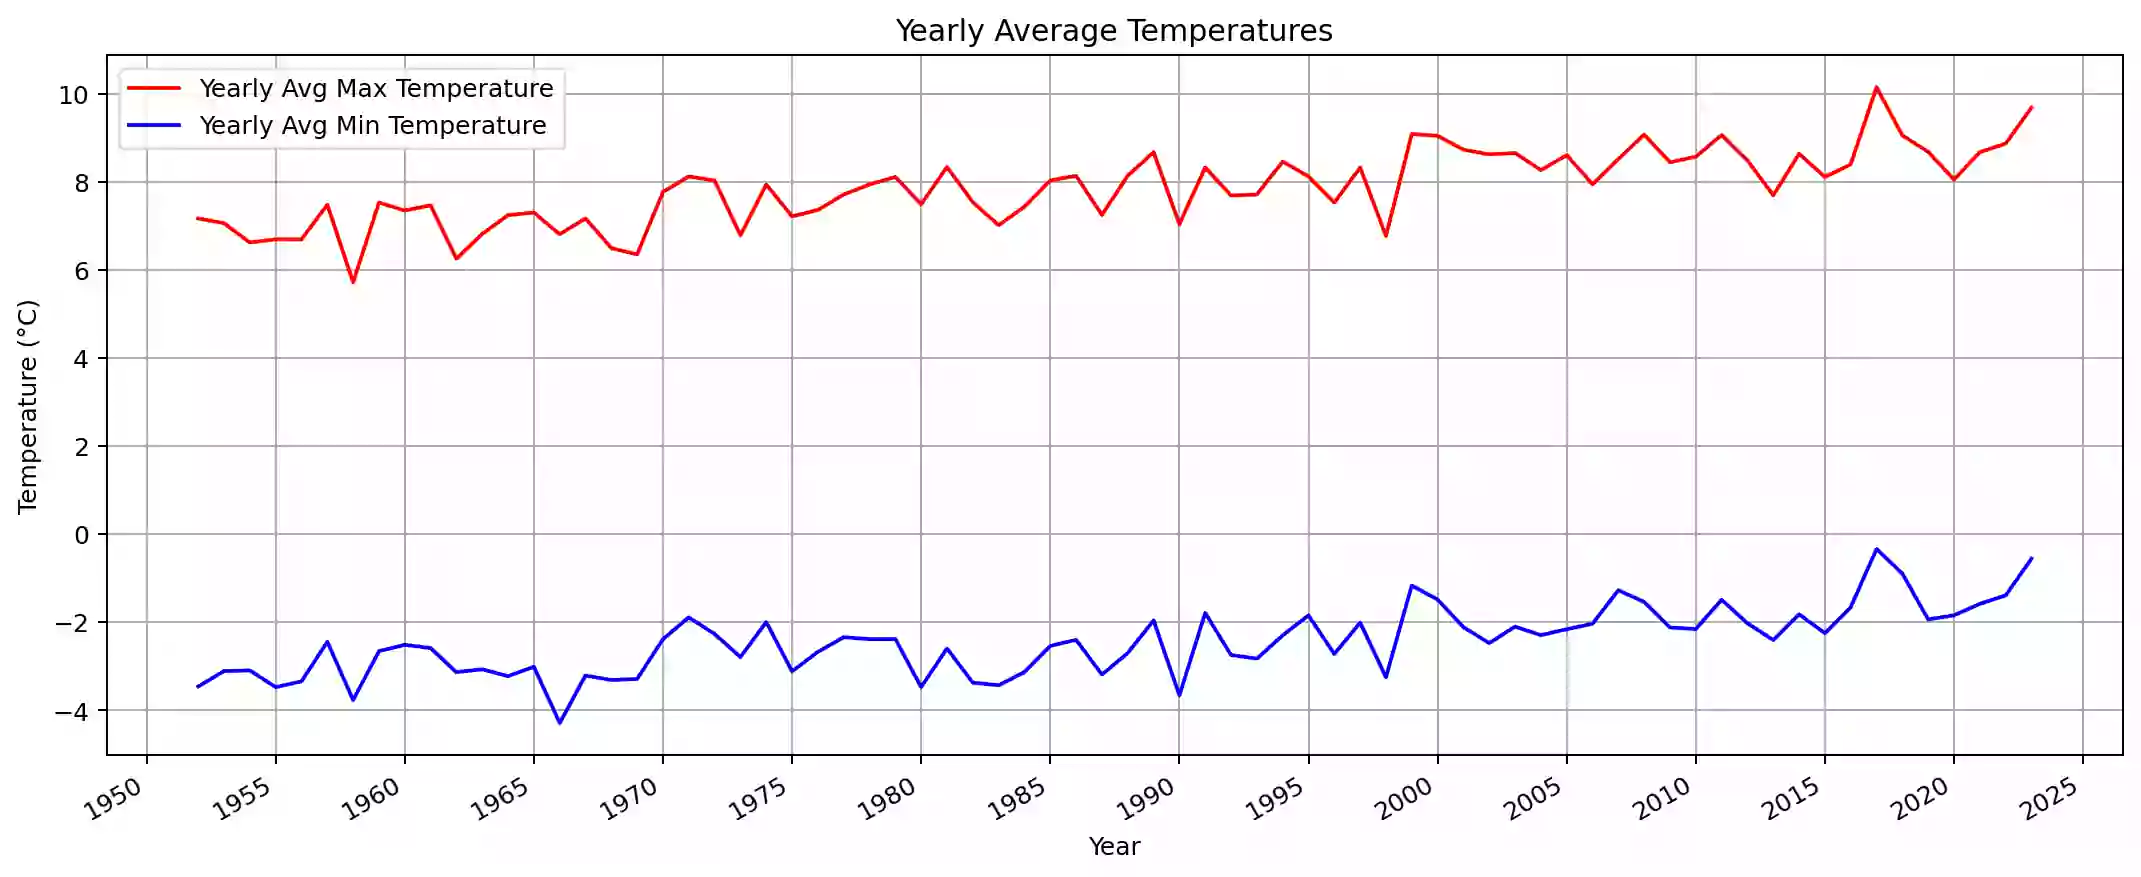 Yearly Average Temperatures
Yearly Avg Max Temperature
Yearly Avg Min Temperature
10
8
6
4
2
0
−2
−4
Temperature (°C)
1950 1955 1960 1965 1970 1975 1980 1985 1990 1995 2000 2005 2010 2015 2020 2025
Year